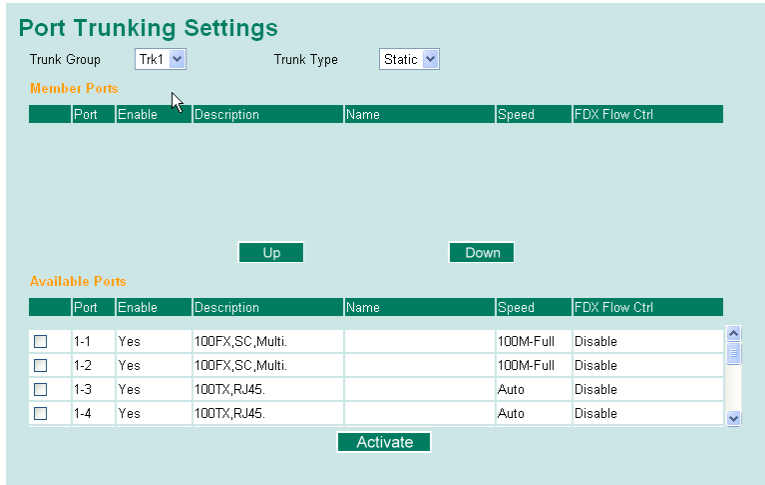 Port Trunking Settings
Trunk Group Trk1 Trunk Type Static
Member Ports
Port Enable Description Name Speed FDX Flow Ctrl
Up Down
Available Ports
Port Enable Description Name Speed FDX Flow Ctrl
1-1 Yes 100FX,SC,Multi. 100M-Full Disable
1-2 Yes 100FX,SC,Multi. 100M-Full Disable
1-3 Yes 100TX,RJ45. Auto Disable
1-4 Yes 100TX,RJ45. Auto Disable
Activate